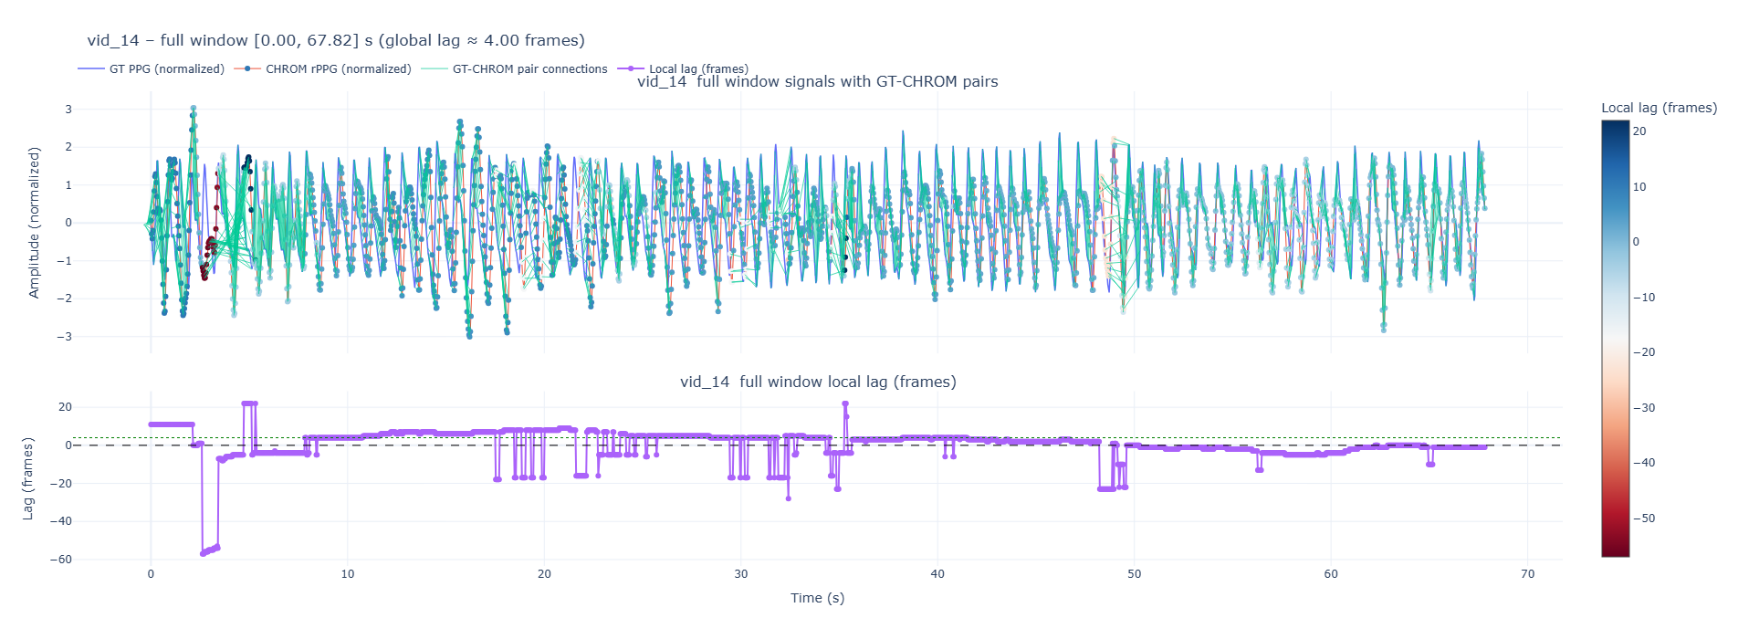 vid_14 – full window [0.00, 67.82] s (global lag ≈ 4.00 frames)
GT PPG (normalized) CHROM rPPG (normalized) GT-CHROM pair connections Local lag (frames)
vid_14 full window signals with GT-CHROM pairs
Amplitude (normalized)
3
2
1
0
−1
−2
−3
Local lag (frames)
20
10
0
−10
−20
−30
−40
−50
vid_14 full window local lag (frames)
Lag (frames)
20
0
−20
−40
−60
0 10 20 30 40 50 60 70
Time (s)